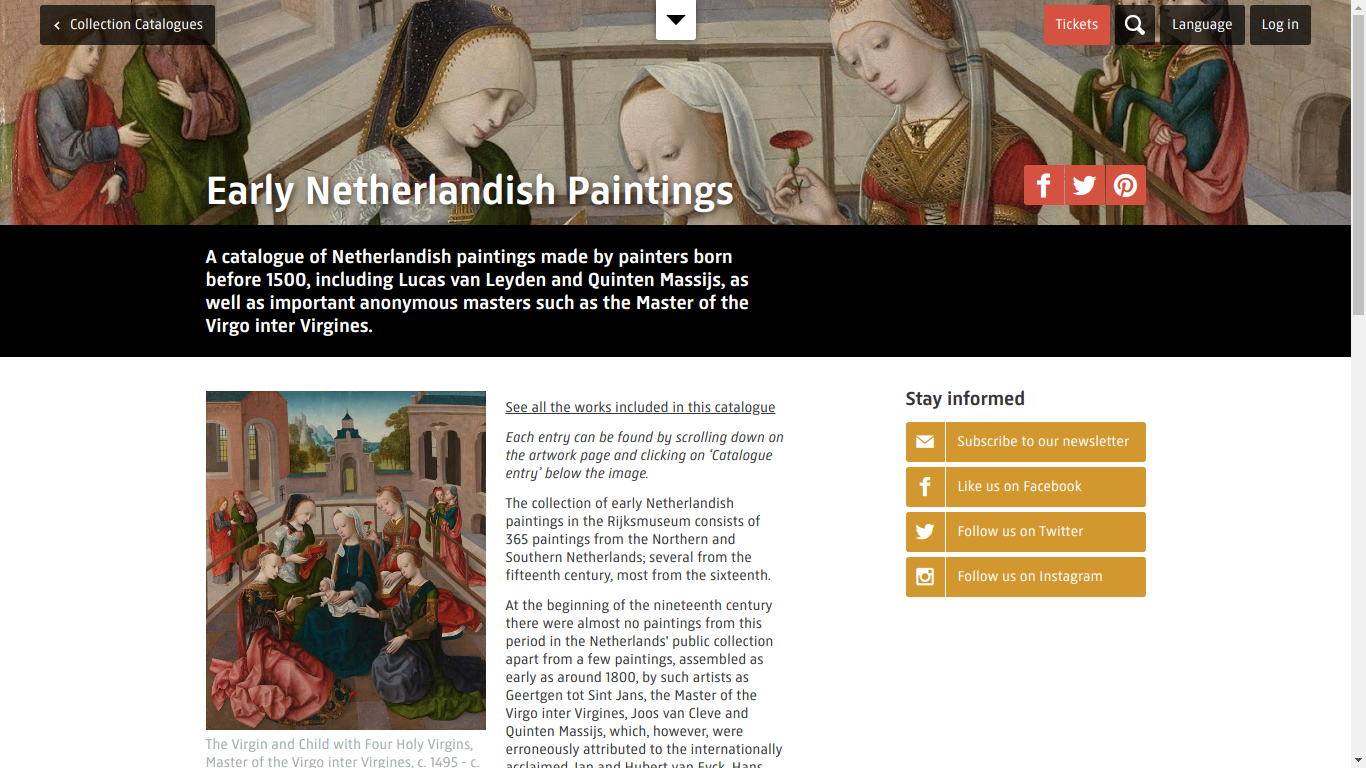 Collection Catalogues
Tickets
Language
Log in
Early Netherlandish Paintings
A catalogue of Netherlandish paintings made by painters born
before 1500, including Lucas van Leyden and Quinten Massijs, as
well as important anonymous masters such as the Master of the
Virgo inter Virgines.
The Virgin and Child with Four Holy Virgins,
Master of the Virgo inter Virgines, c. 1495 - c.
See all the works included in this catalogue
Each entry can be found by scrolling down on
the artwork page and clicking on ‘Catalogue
entry’ below the image.
The collection of early Netherlandish
paintings in the Rijksmuseum consists of
365 paintings from the Northern and
Southern Netherlands; several from the
fifteenth century, most from the sixteenth.
At the beginning of the nineteenth century
there were almost no paintings from this
period in the Netherlands' public collection
apart from a few paintings, assembled as
early as around 1800, by such artists as
Geertgen tot Sint Jans, the Master of the
Virgo inter Virgines, Joos van Cleve and
Quinten Massijs, which, however, were
erroneously attributed to the internationally
acclaimed Jan and Hubert van Eyck, Hans
Stay informed
Subscribe to our newsletter
Like us on Facebook
Follow us on Twitter
Follow us on Instagram